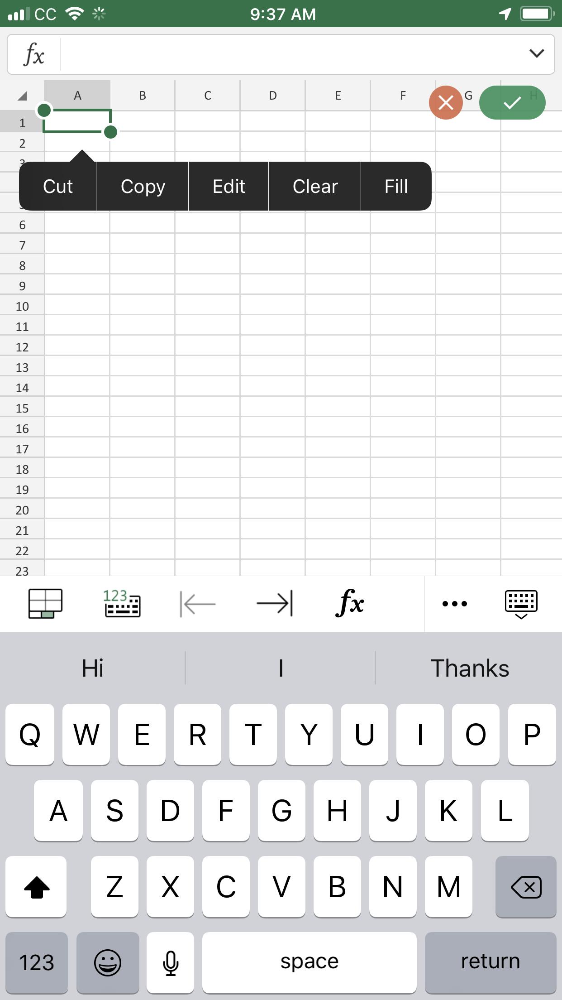 CC 9:37 AM
fx
A B C D E F G H
1
2
3
Cut Copy Edit Clear Fill
6
7
8
9
10
11
12
13
14
15
16
17
18
19
20
21
22
23
123 fx
Hi I Thanks
Q W E R T Y U I O P
A S D F G H J K L
Z X C V B N M
123 space return